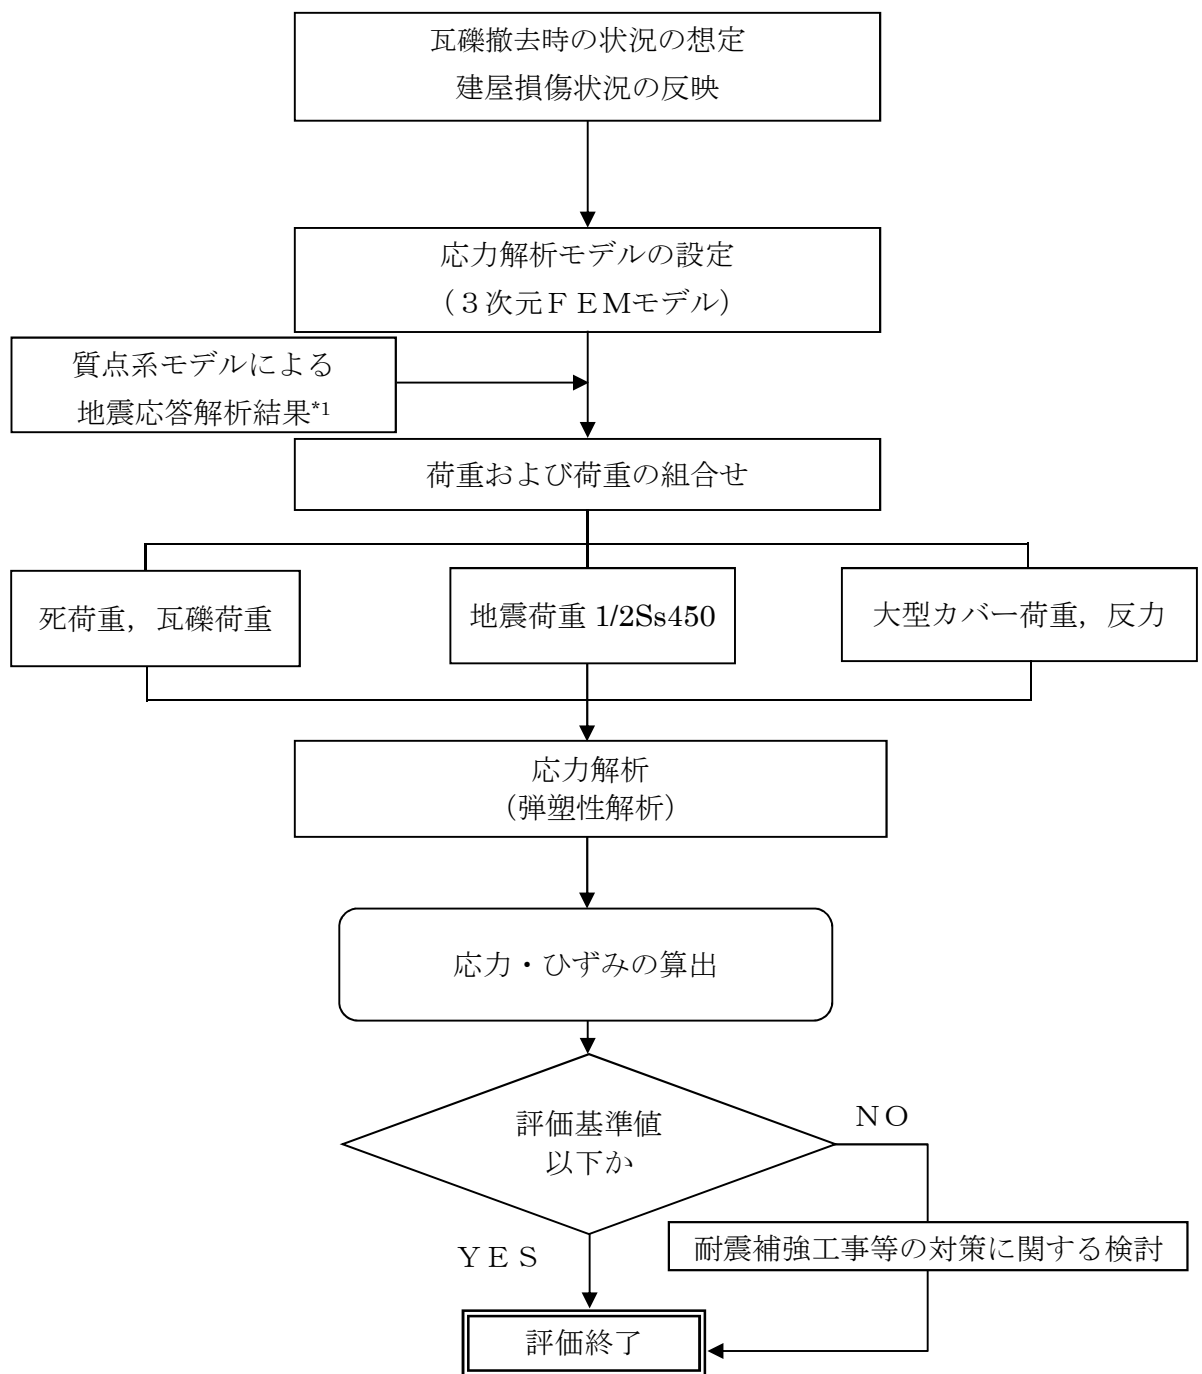 瓦礫撤去時の状況の想定
建屋損傷状況の反映
応力解析モデルの設定
（３次元ＦＥＭモデル）
質点系モデルによる
地震応答解析結果*1
荷重および荷重の組合せ
死荷重，瓦礫荷重
地震荷重 1/2Ss450
大型カバー荷重，反力
応力解析
（弾塑性解析）
応力・ひずみの算出
評価基準値
以下か
ＮＯ
ＹＥＳ
耐震補強工事等の対策に関する検討
評価終了